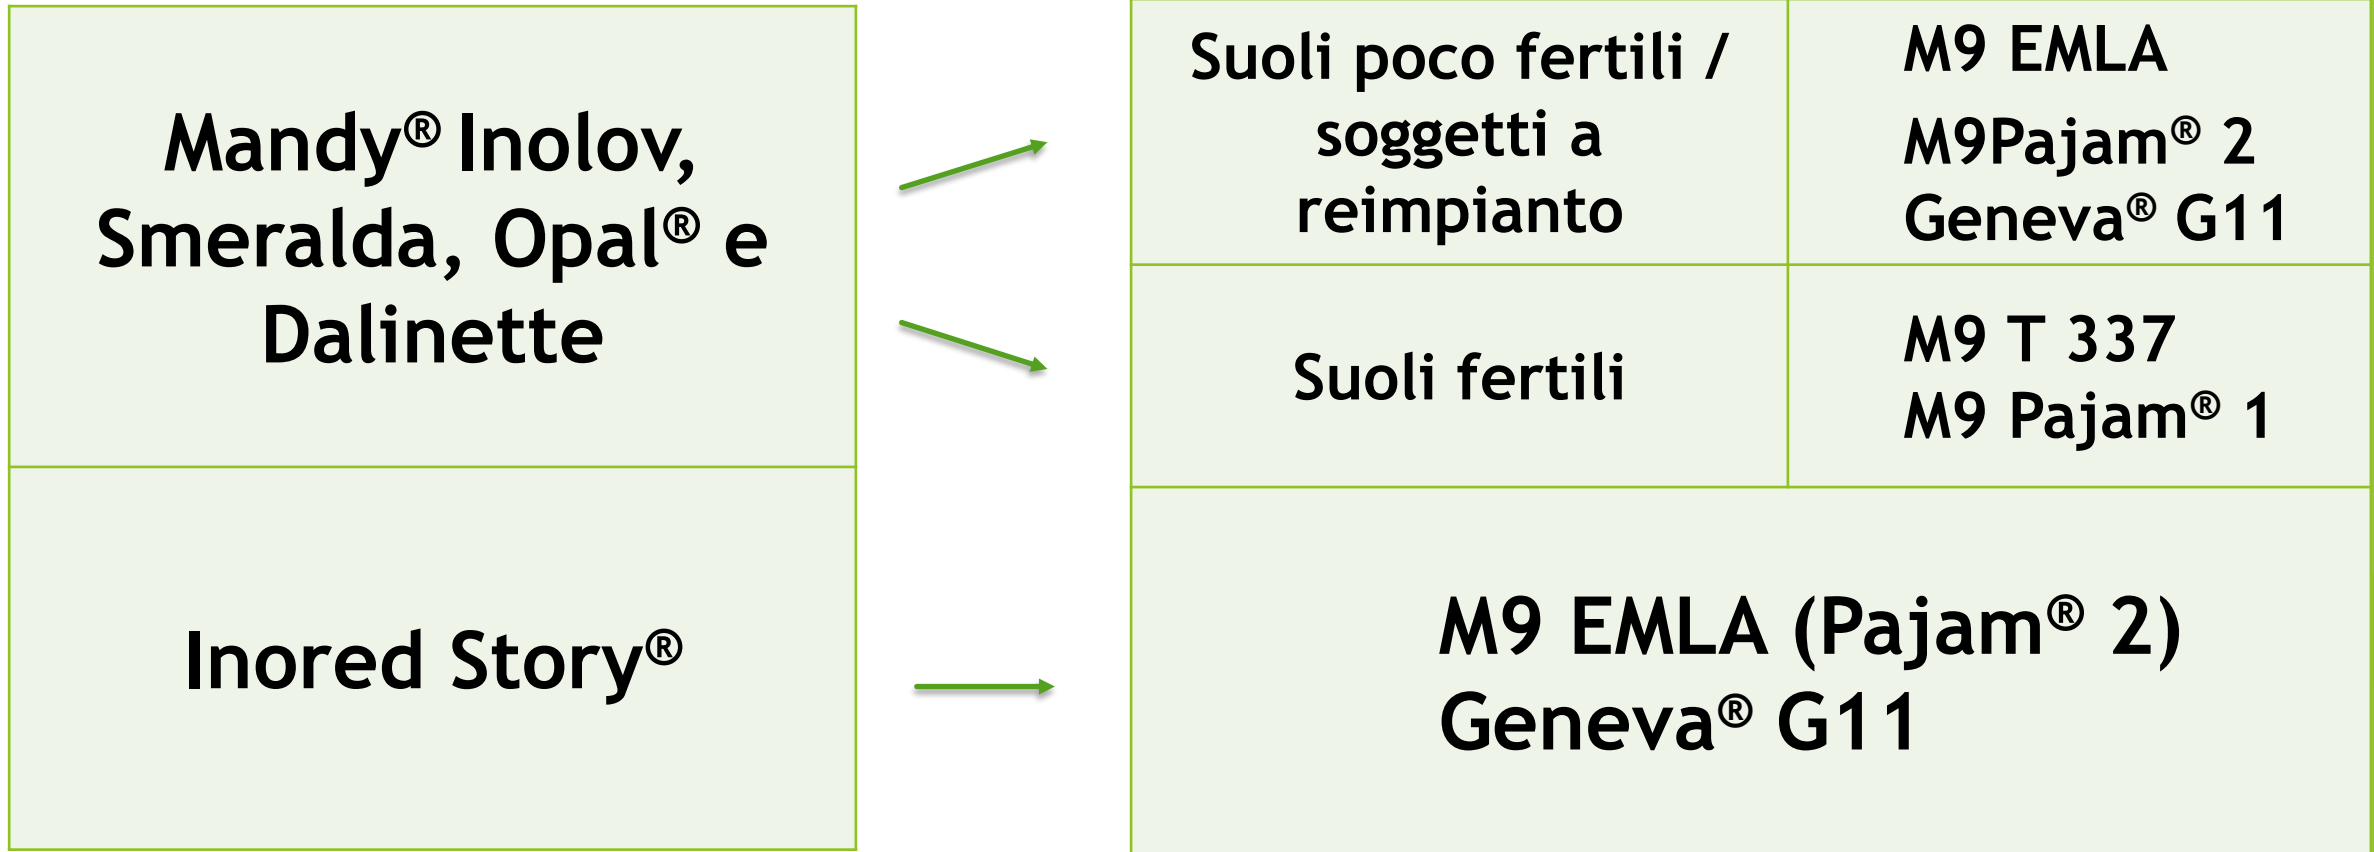 Mandy® Inolov,
Smeralda, Opal® e
Dalinette
Suoli poco fertili /
soggetti a
reimpianto
M9 EMLA
M9Pajam® 2
Geneva® G11
Suoli fertili
M9 T 337
M9 Pajam® 1
Inored Story®
M9 EMLA (Pajam® 2)
Geneva® G11